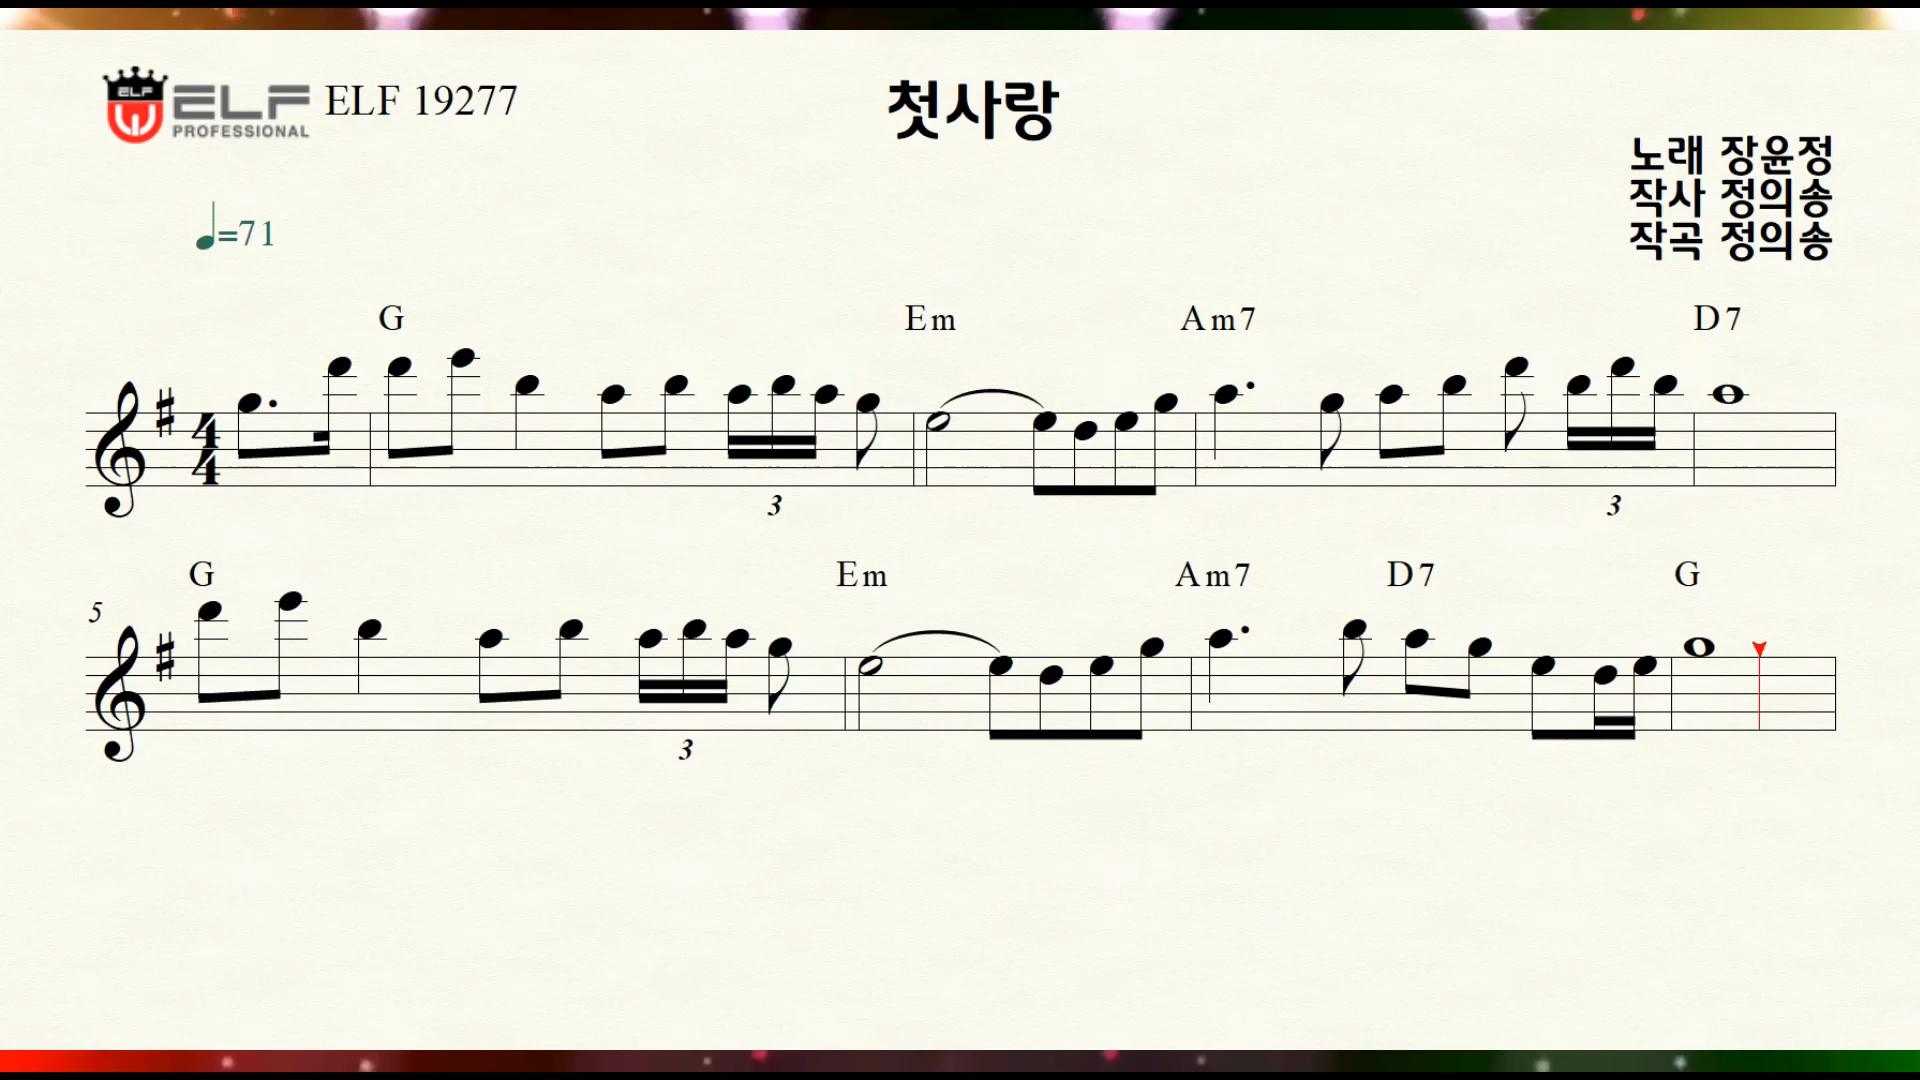 ELF
ELF
PROFESSIONAL
ELF 19277
첫사랑
노래 장윤정
작사 정의송
작곡 정의송
=71
G Em Am7 D7
4
4
3 3
G Em Am7 D7 G
5
3